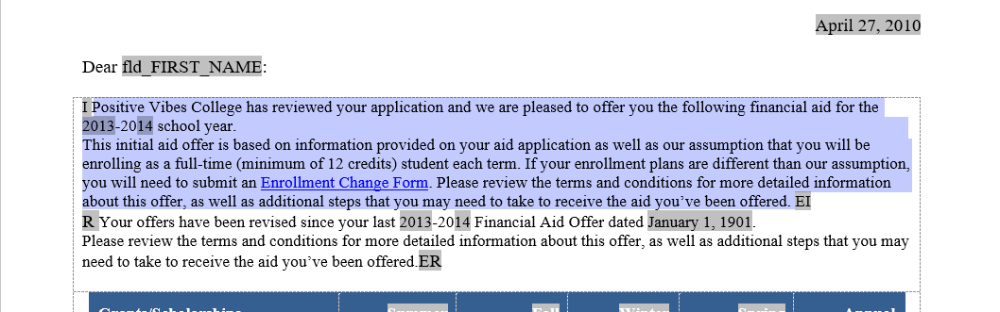 April 27, 2010
Dear fld_FIRST_NAME:
I Positive Vibes College has reviewed your application and we are pleased to offer you the following financial aid for the
2013-2014 school year.
This initial aid offer is based on information provided on your aid application as well as our assumption that you will be
enrolling as a full-time (minimum of 12 credits) student each term. If your enrollment plans are different than our assumption,
you will need to submit an Enrollment Change Form. Please review the terms and conditions for more detailed information
about this offer, as well as additional steps that you may need to take to receive the aid you've been offered. EI
R Your offers have been revised since your last 2013-2014 Financial Aid Offer dated January 1, 1901.
Please review the terms and conditions for more detailed information about this offer, as well as additional steps that you may
need to take to receive the aid you've been offered.ER
Grants/Scholarships Summer Fall Winter Spring Annual